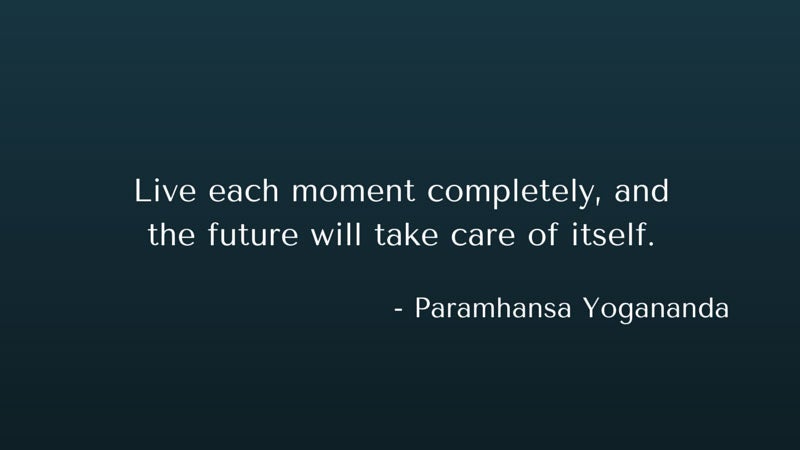 Live each moment completely, and
the future will take care of itself.
- Paramhansa Yogananda